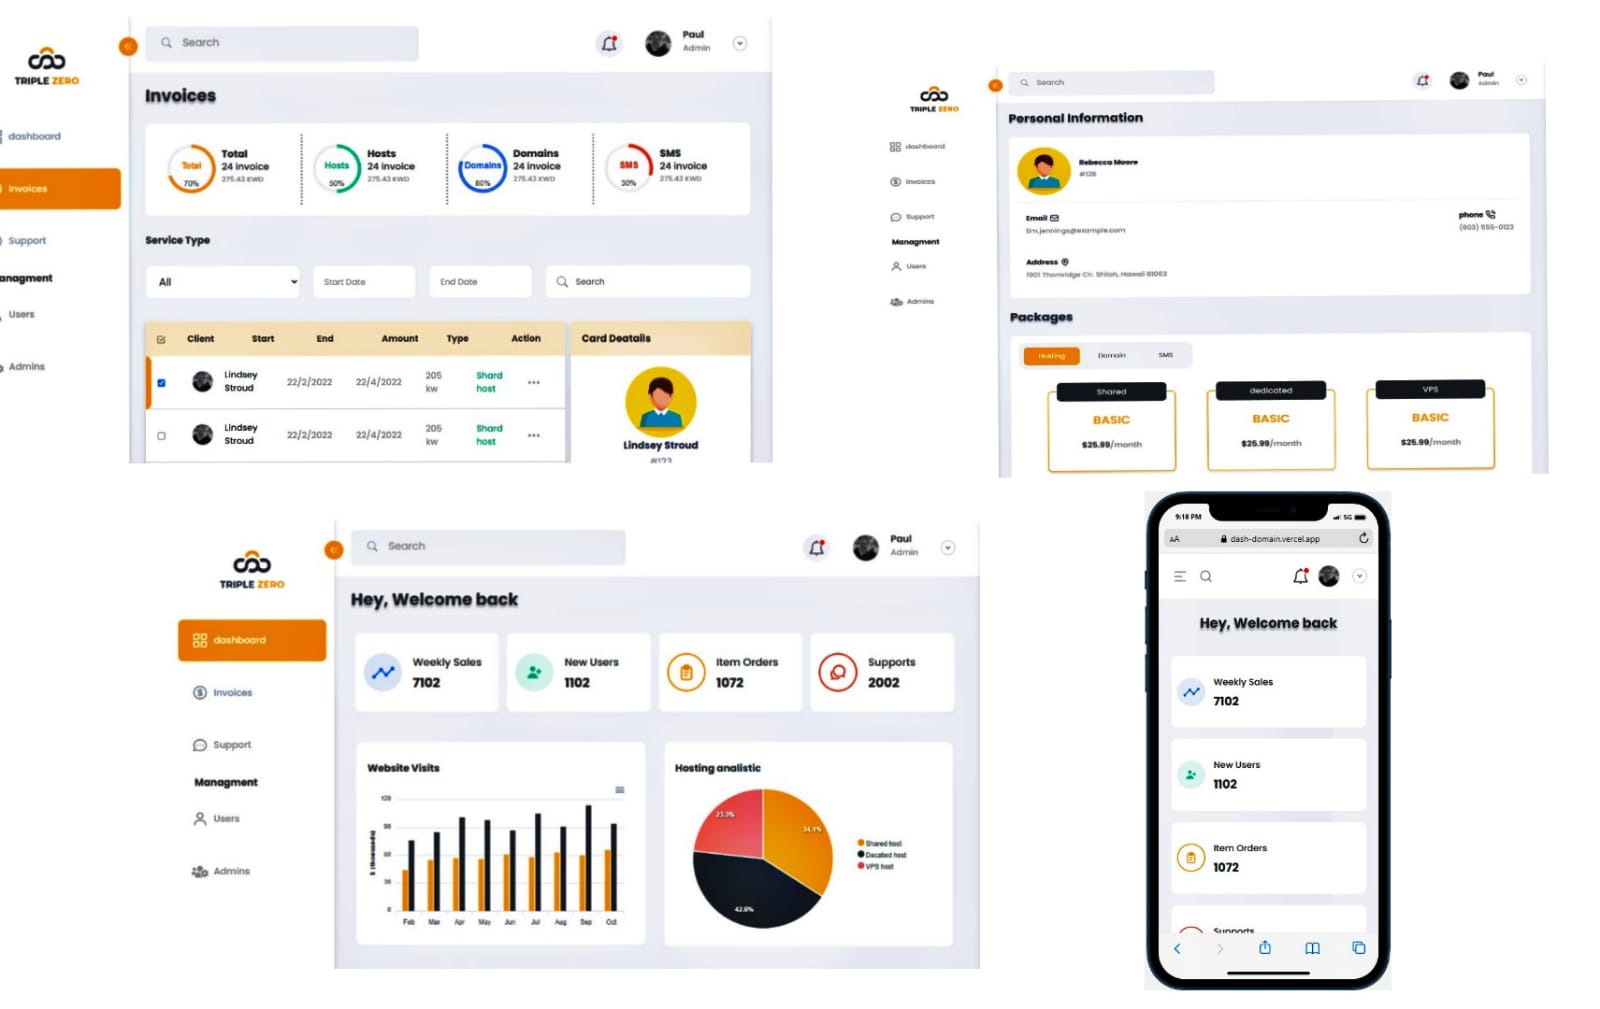 TRIPLE ZERO
dashboard
Invoices
Support
anagment
Users
Admins
Search
Paul
Admin
Invoices
Total
70%
Total
24 invoice
275.43 KWD
Hosts
50%
Hosts
24 invoice
275.43 KWD
Domains
80%
Domains
24 invoice
275.43 KWD
SMS
30%
SMS
24 invoice
275.43 KWD
Service Type
All
Start Date
End Date
Search
Client Start End Amount Type Action
Lindsey Stroud 22/2/2022 22/4/2022 205 kw Shard host ...
Lindsey Stroud 22/2/2022 22/4/2022 205 kw Shard host ...
Card Deatails
Lindsey Stroud
#123
TRIPLE ZERO
dashboard
Invoices
Support
Managment
Users
Admins
Search
Paul
Admin
Personal Information
Rebecca Moore
#128
Email
tim.jennings@example.com
phone
(603) 555-0123
Address
1901 Thornridge Cir. Shiloh, Hawaii 81063
Packages
Hosting Domain SMS
Shared
BASIC
$25.99/month
dedicated
BASIC
$25.99/month
VPS
BASIC
$25.99/month
TRIPLE ZERO
dashboard
Invoices
Support
Managment
Users
Admins
Search
Paul
Admin
Hey, Welcome back
Weekly Sales
7102
New Users
1102
Item Orders
1072
Supports
2002
Website Visits
$ (thousands)
120
90
60
30
0
Feb Mar Apr May Jun Jul Aug Sep Oct
Hosting analistic
23.3%
34.1%
42.6%
Shared host
Decated host
VPS host
9:18 PM
5G
AA
dash-domain.vercel.app
Hey, Welcome back
Weekly Sales
7102
New Users
1102
Item Orders
1072
Supports